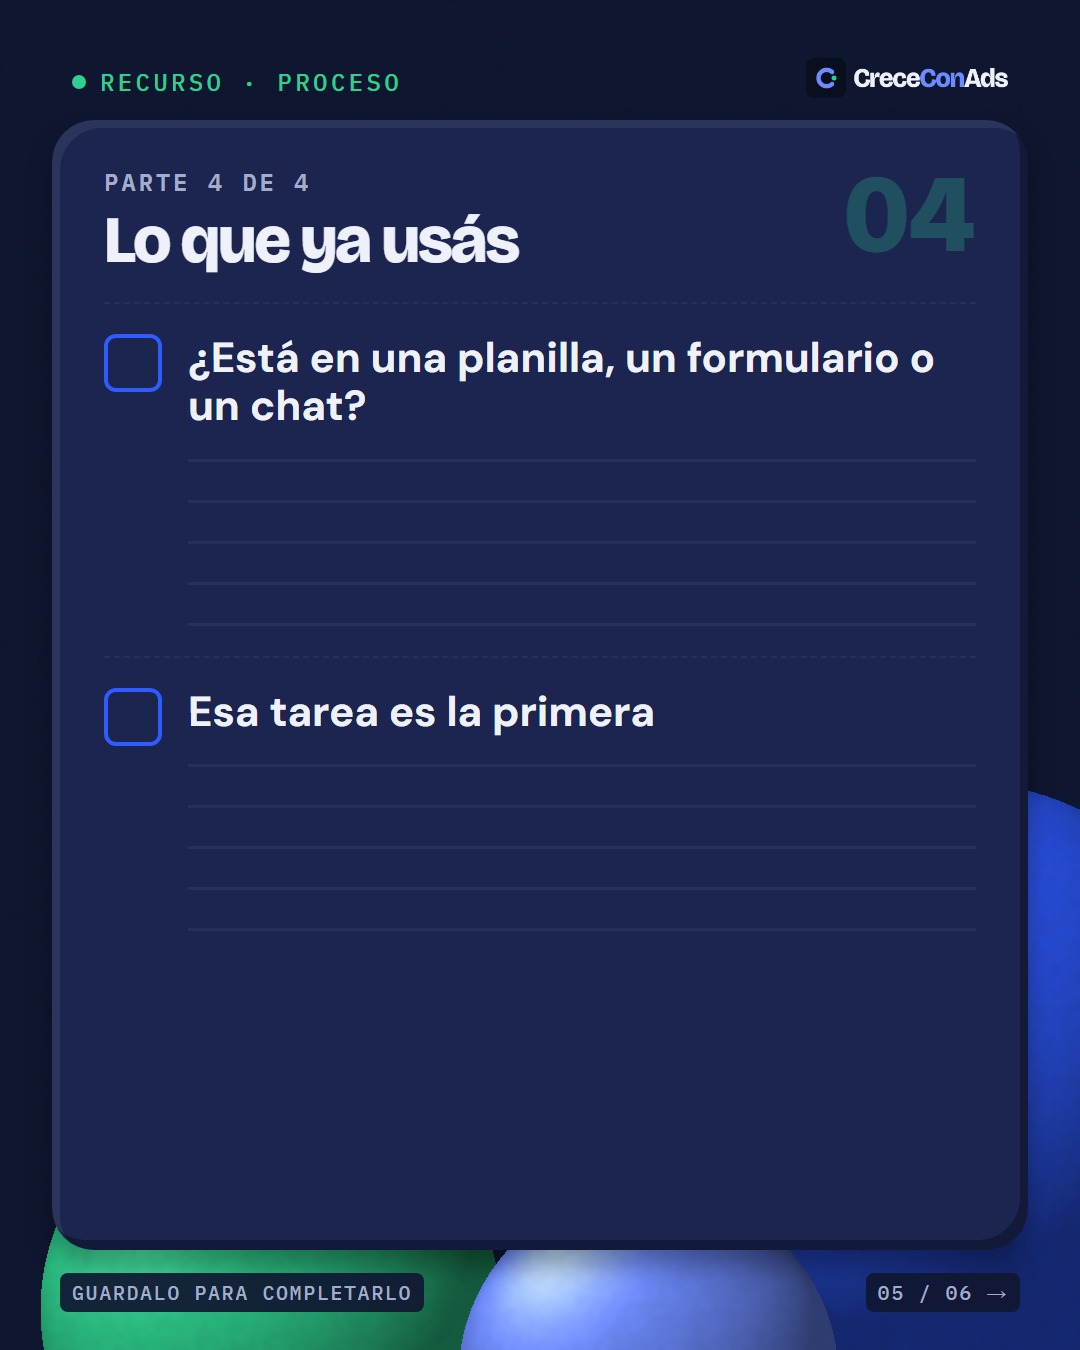 RECURSO · PROCESO
CreceConAds
PARTE 4 DE 4
04
Lo que ya usás
¿Está en una planilla, un formulario o
un chat?
Esa tarea es la primera
GUARDALO PARA COMPLETARLO
05 / 06 →